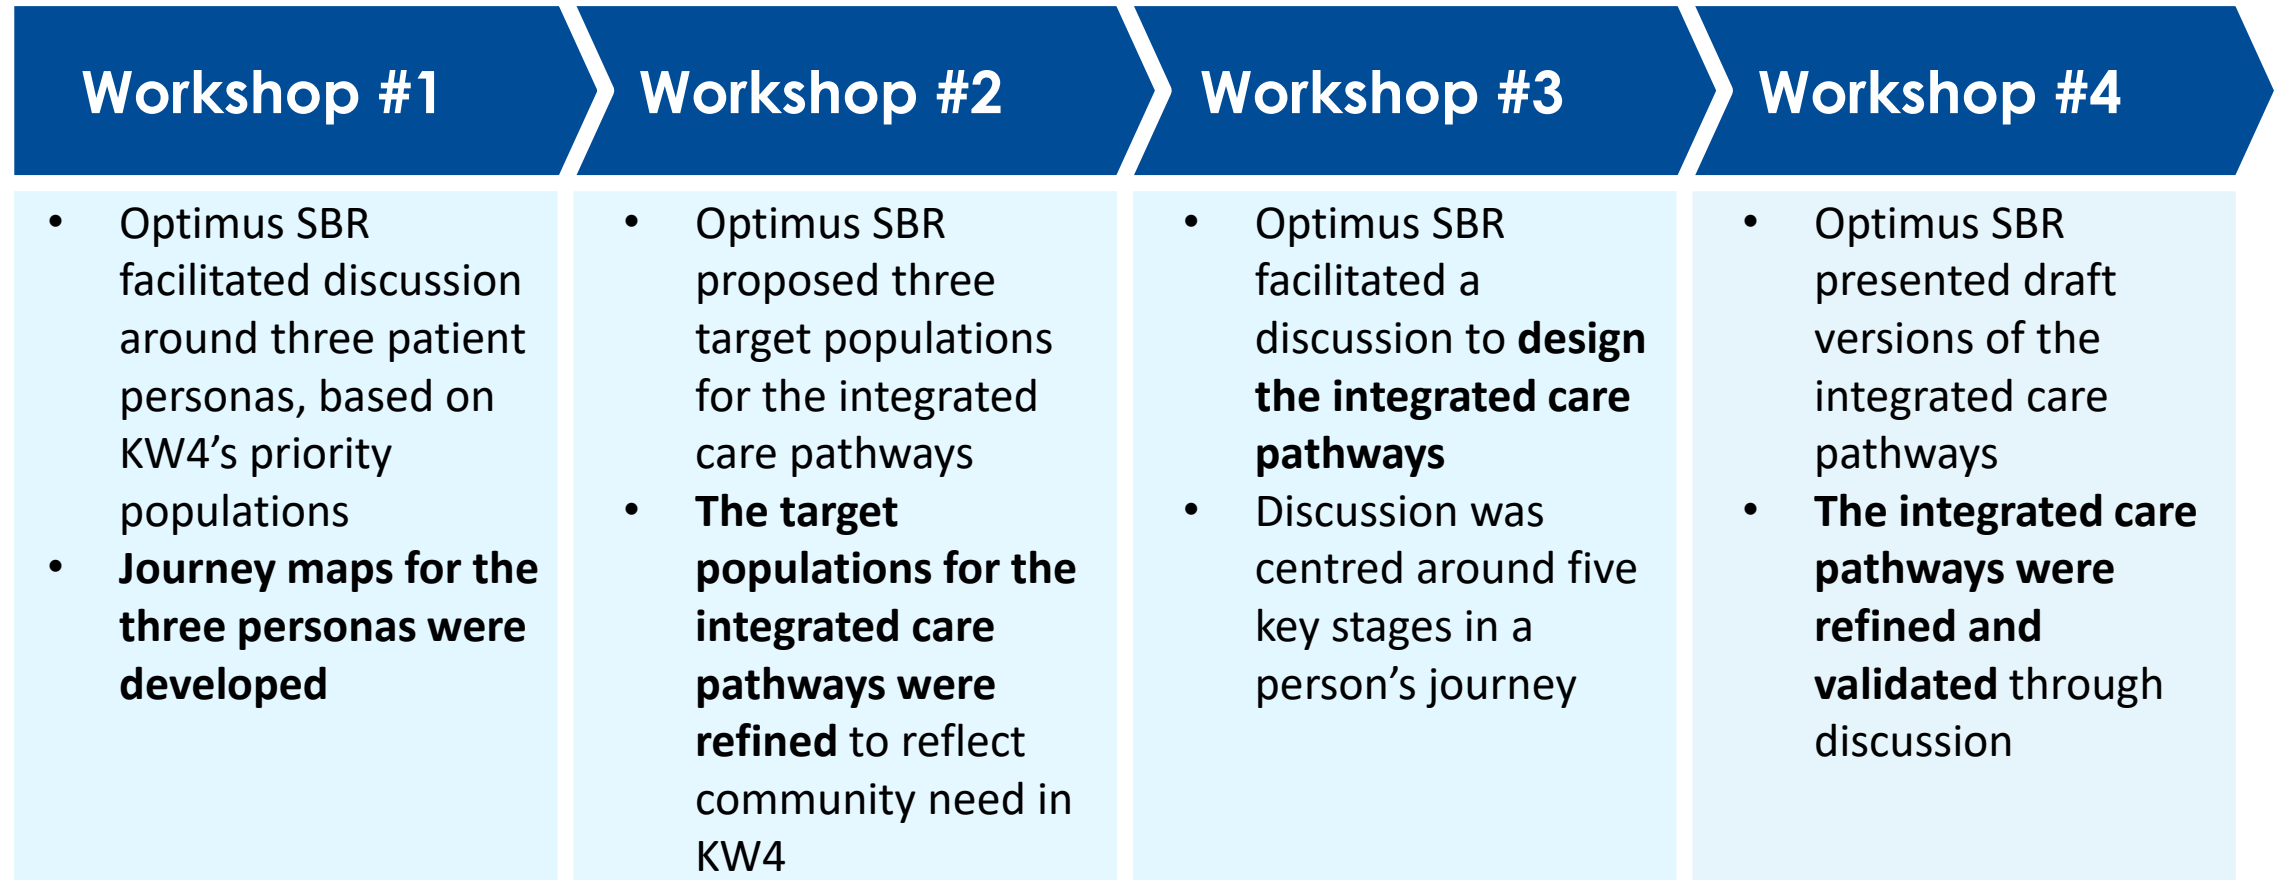 Workshop #1
• Optimus SBR
facilitated discussion
around three patient
personas, based on
KW4’s priority
populations
• Journey maps for the
three personas were
developed
Workshop #2
• Optimus SBR
proposed three
target populations
for the integrated
care pathways
• The target
populations for the
integrated care
pathways were
refined to reflect
community need in
KW4
Workshop #3
• Optimus SBR
facilitated a
discussion to design
the integrated care
pathways
• Discussion was
centred around five
key stages in a
person’s journey
Workshop #4
• Optimus SBR
presented draft
versions of the
integrated care
pathways
• The integrated care
pathways were
refined and
validated through
discussion